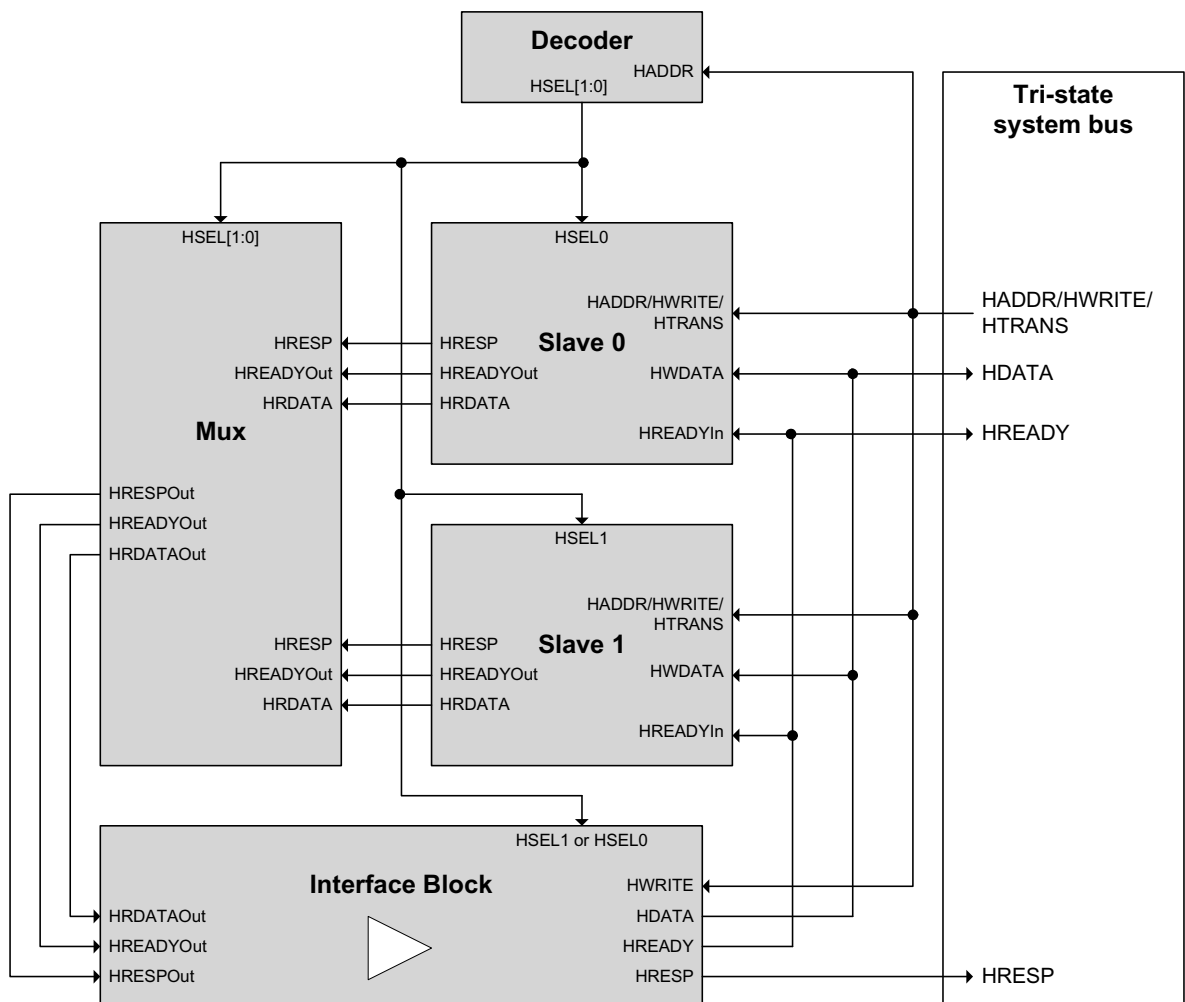 Decoder
HADDR
HSEL[1:0]
Tri-state
system bus
HSEL[1:0]
HRESP
HREADYOut
HRDATA
Mux
HRESPOut
HREADYOut
HRDATAOut
HRESP
HREADYOut
HRDATA
HSEL0
HADDR/HWRITE/
HTRANS
HRESP
Slave 0
HREADYOut
HWDATA
HRDATA
HREADYIn
HADDR/HWRITE/
HTRANS
HDATA
HREADY
HSEL1
HADDR/HWRITE/
HTRANS
HRESP
Slave 1
HREADYOut
HWDATA
HRDATA
HREADYIn
HSEL1 or HSEL0
Interface Block
HWRITE
HRDATAOut
HDATA
HREADYOut
HREADY
HRESPOut
HRESP
HRESP